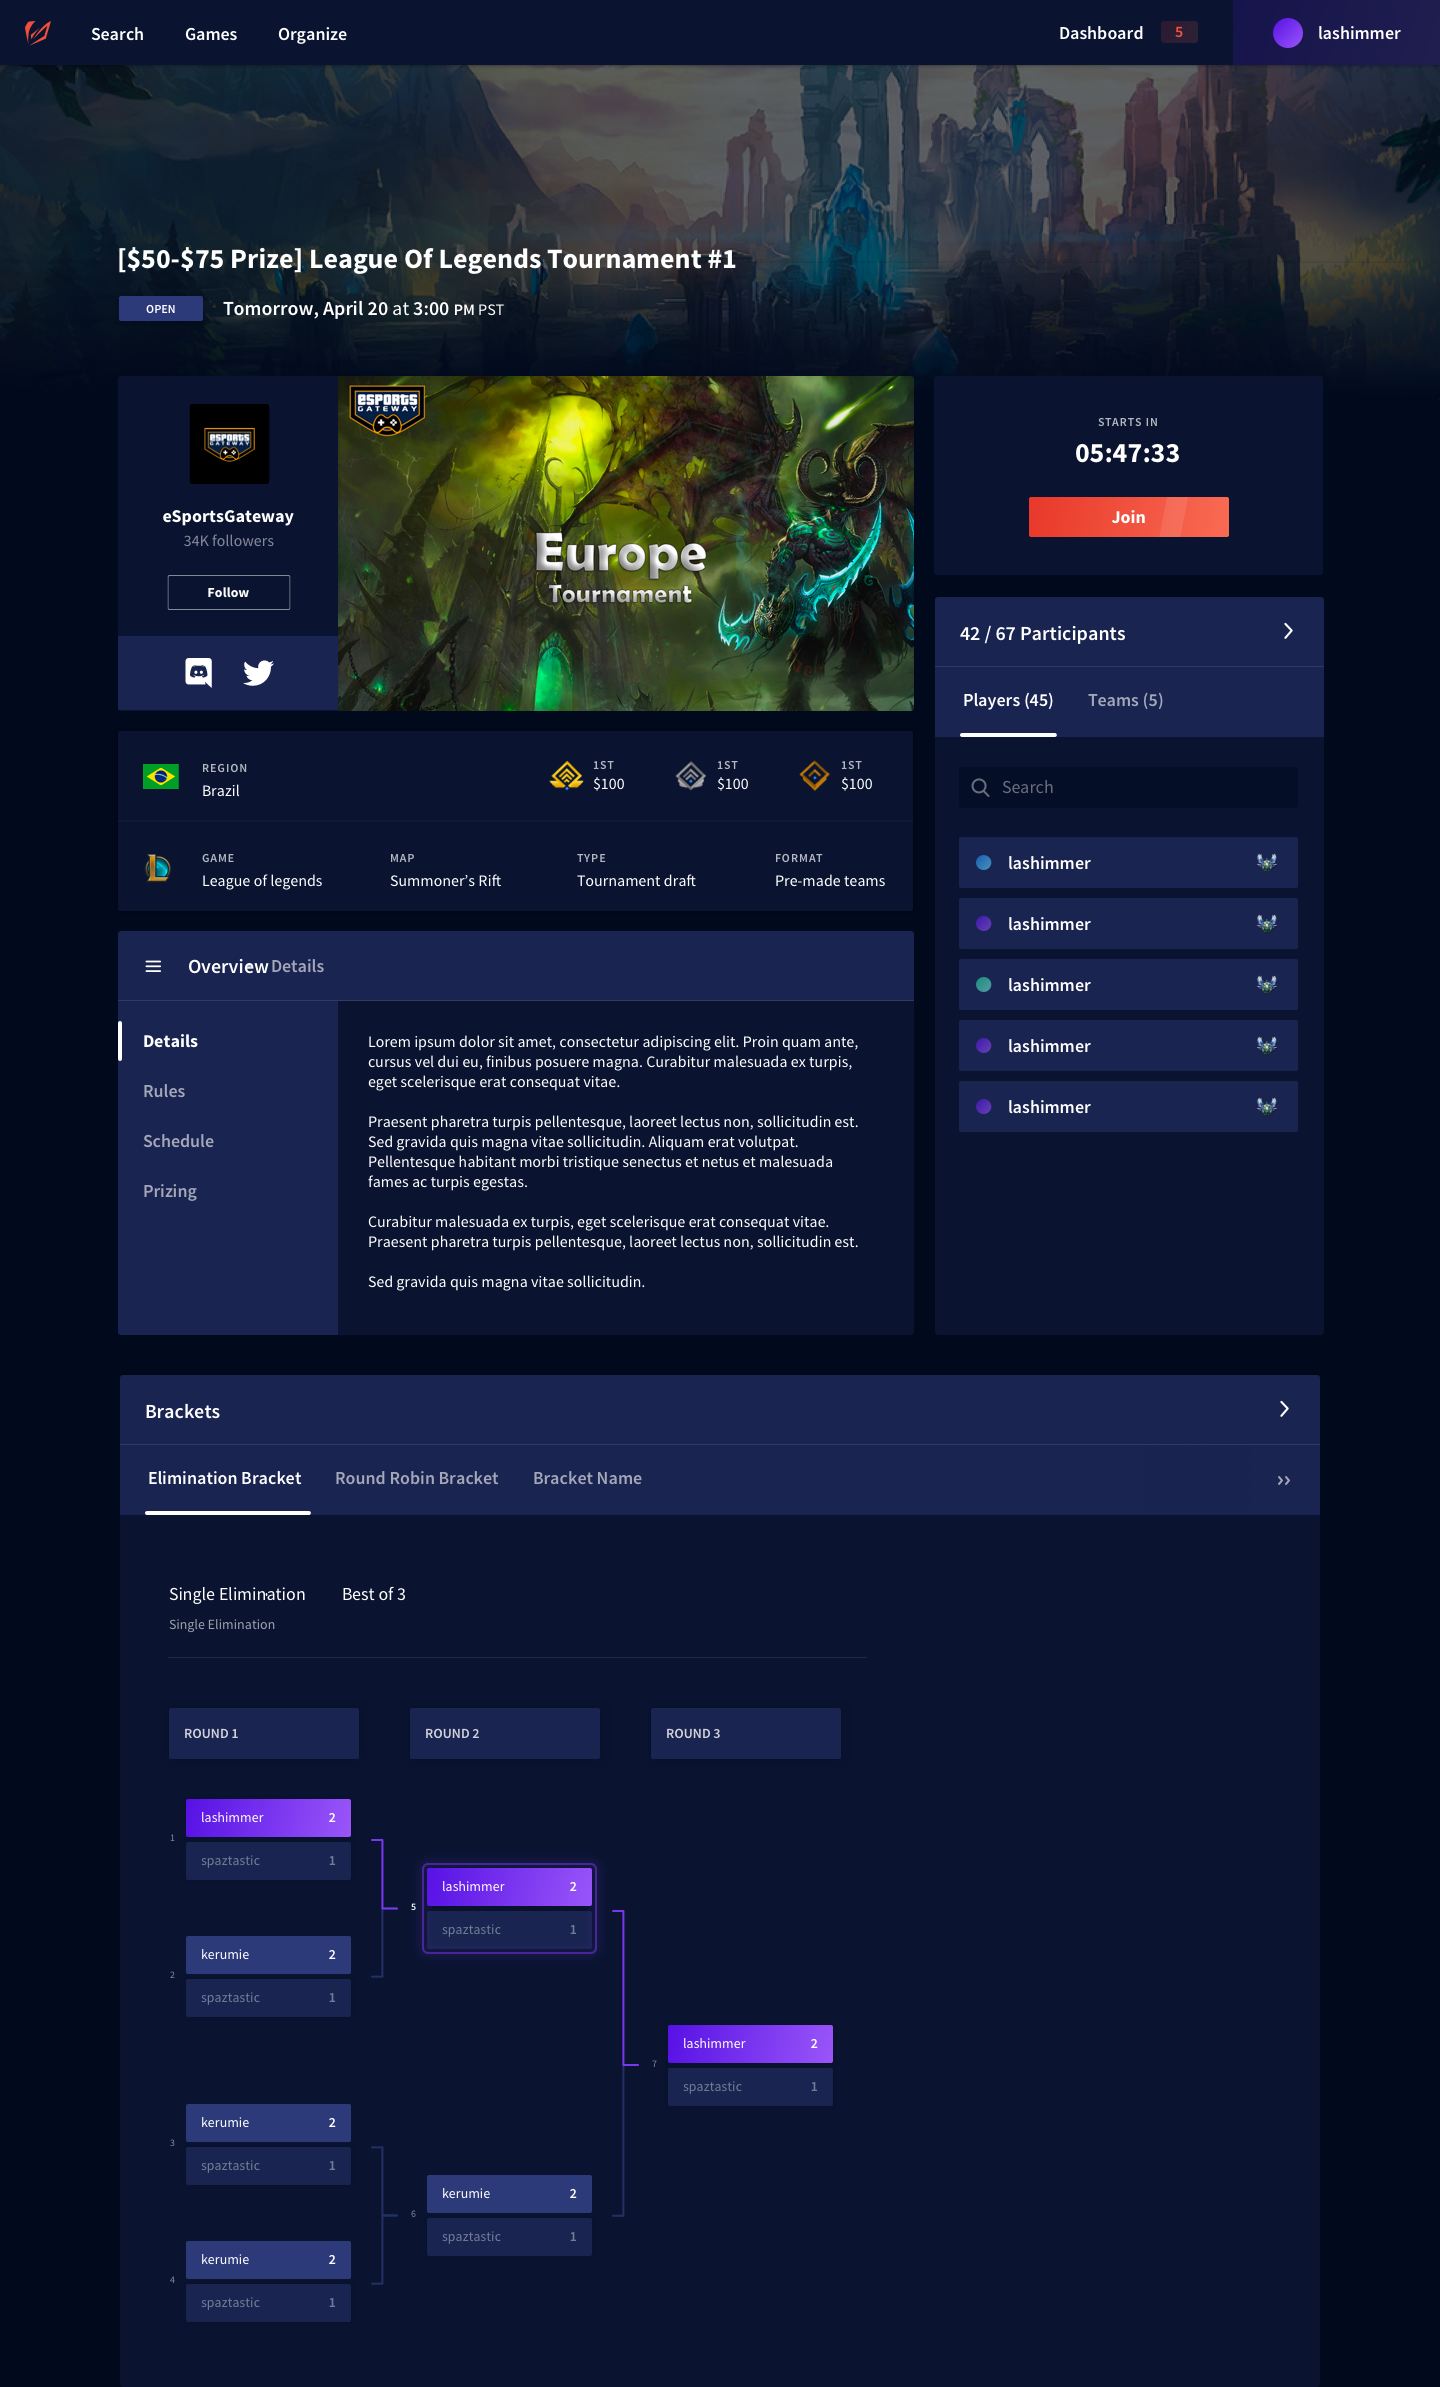 Search Games Organize Dashboard 5 lashimmer
[$50-$75 Prize] League Of Legends Tournament #1
OPEN Tomorrow, April 20 at 3:00 PM PST
ESPORTS
GATEWAY
eSportsGateway
34K followers
Follow
ESPORTS
GATEWAY
Europe
Tournament
STARTS IN
05:47:33
Join
REGION
Brazil
1ST
$100
1ST
$100
1ST
$100
GAME
League of legends
MAP
Summoner’s Rift
TYPE
Tournament draft
FORMAT
Pre-made teams
42 / 67 Participants
Players (45) Teams (5)
Search
lashimmer
lashimmer
lashimmer
lashimmer
lashimmer
Overview Details
Details
Rules
Schedule
Prizing
Lorem ipsum dolor sit amet, consectetur adipiscing elit. Proin quam ante,
cursus vel dui eu, finibus posuere magna. Curabitur malesuada ex turpis,
eget scelerisque erat consequat vitae.
Praesent pharetra turpis pellentesque, laoreet lectus non, sollicitudin est.
Sed gravida quis magna vitae sollicitudin. Aliquam erat volutpat.
Pellentesque habitant morbi tristique senectus et netus et malesuada
fames ac turpis egestas.
Curabitur malesuada ex turpis, eget scelerisque erat consequat vitae.
Praesent pharetra turpis pellentesque, laoreet lectus non, sollicitudin est.
Sed gravida quis magna vitae sollicitudin.
Brackets
Elimination Bracket Round Robin Bracket Bracket Name
Single Elimination Best of 3
Single Elimination
ROUND 1 ROUND 2 ROUND 3
1
lashimmer 2
spaztastic 1
2
kerumie 2
spaztastic 1
3
kerumie 2
spaztastic 1
4
kerumie 2
spaztastic 1
5
lashimmer 2
spaztastic 1
6
kerumie 2
spaztastic 1
7
lashimmer 2
spaztastic 1